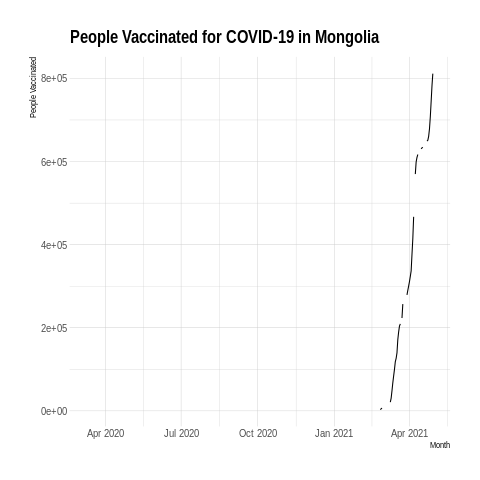 People Vaccinated for COVID-19 in Mongolia
People Vaccinated
8e+05
6e+05
4e+05
2e+05
0e+00
Apr 2020 Jul 2020 Oct 2020 Jan 2021 Apr 2021
Month